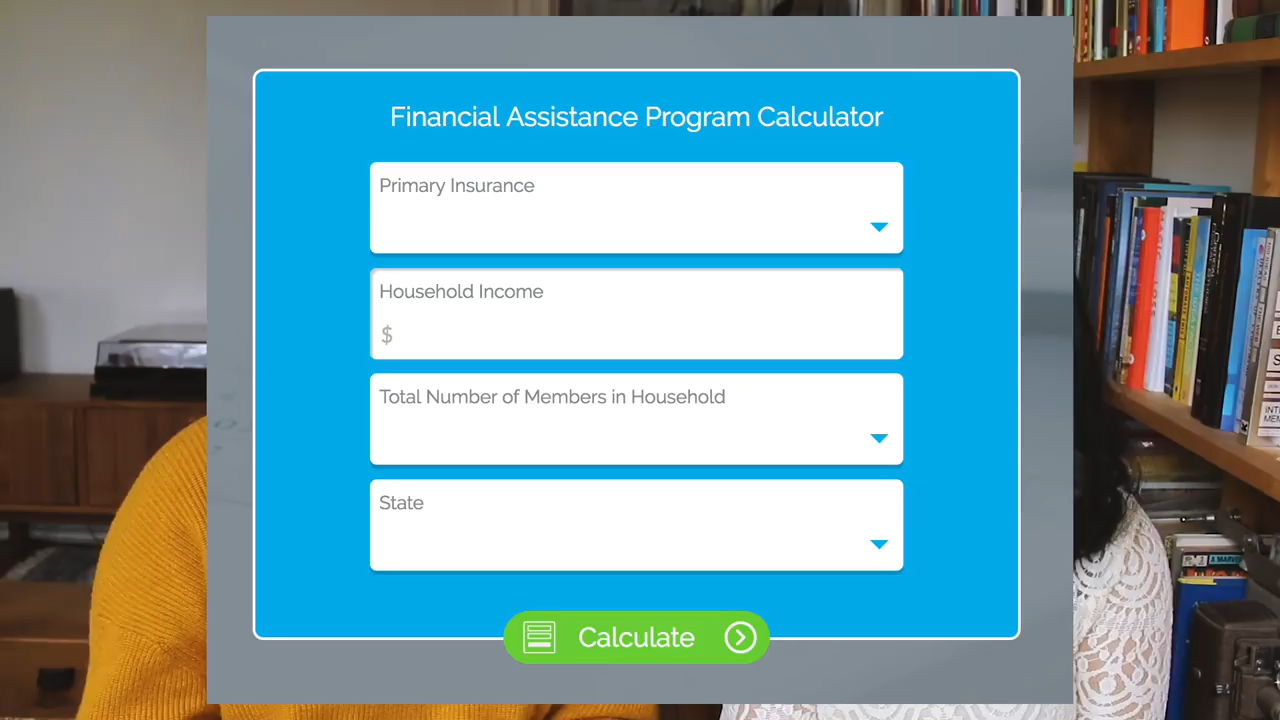 Financial Assistance Program Calculator
Primary Insurance
Household Income
$
Total Number of Members in Household
State
Calculate